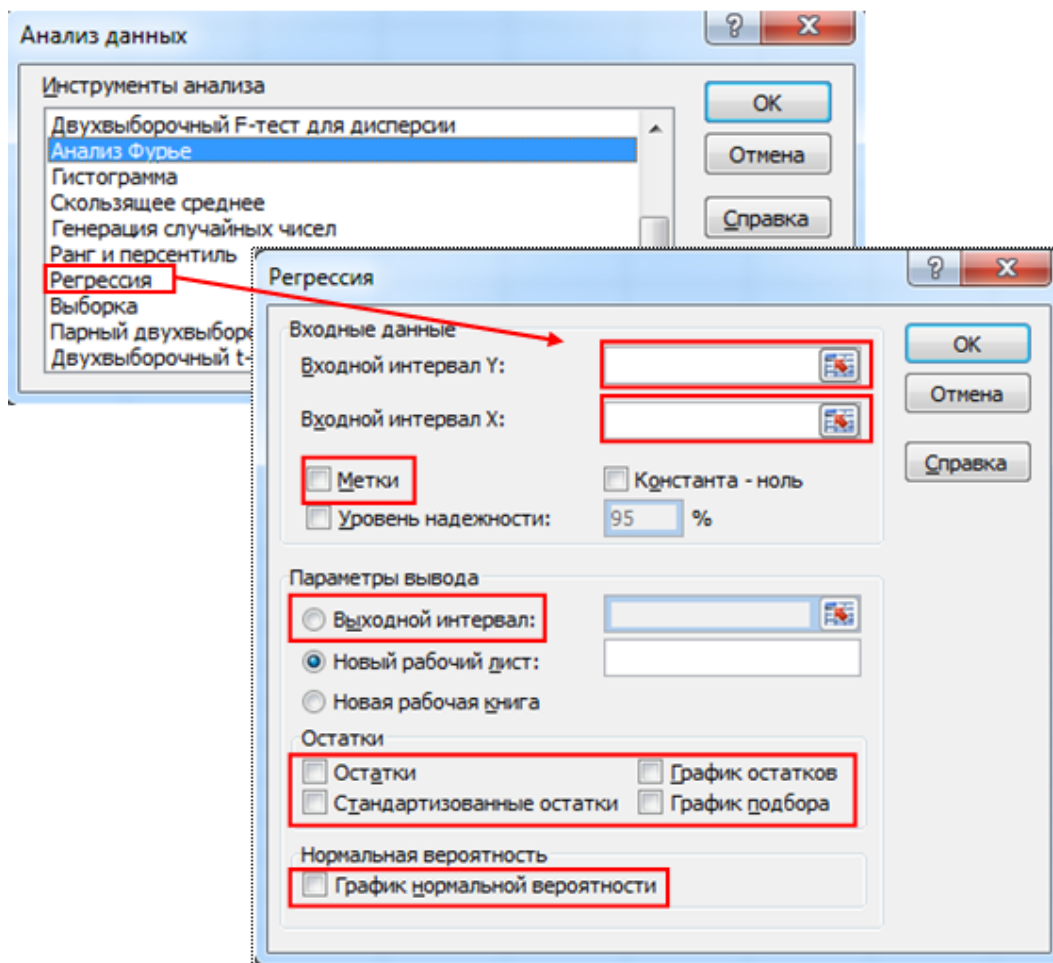 Анализ данных
Инструменты анализа
Двухвыборочный F-тест для дисперсии
Анализ Фурье
Гистограмма
Скользящее среднее
Генерация случайных чисел
Ранг и персентиль
Регрессия
Выборка
Парный двухвыборо
Двухвыборочный t-
ОК
Отмена
Справка
Регрессия
Входные данные
Входной интервал Y:
Входной интервал X:
Метки
Константа - ноль
Уровень надежности: 95 %
Параметры вывода
Выходной интервал:
Новый рабочий лист:
Новая рабочая книга
Остатки
Остатки
График остатков
Стандартизованные остатки
График подбора
Нормальная вероятность
График нормальной вероятности
ОК
Отмена
Справка